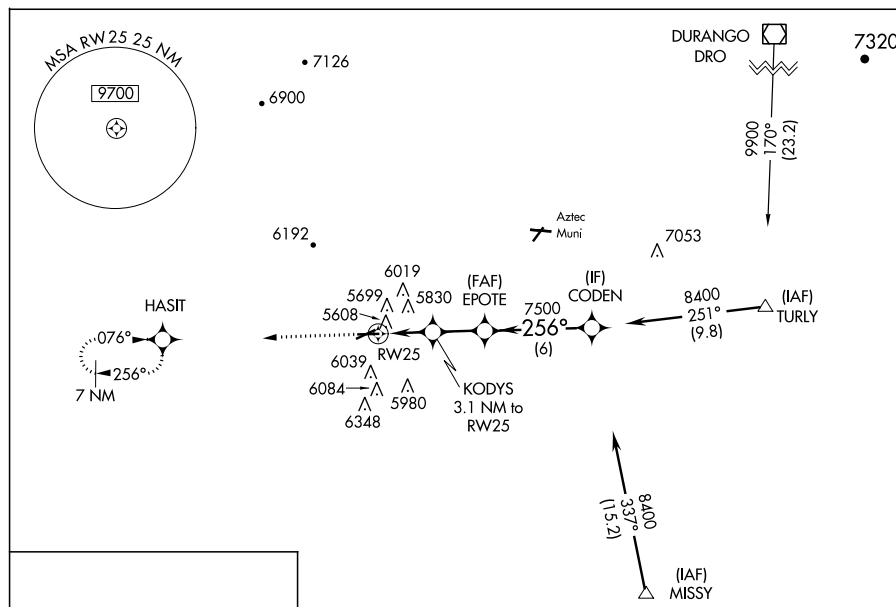 MSA RW25 25 NM
9700
7126
6900
DURANGO
DRO
7320
9900
170°
(23.2)
6192
Aztec
Muni
7053
HASIT
076°
256°
7 NM
6019
5699
5830
5608
RW25
(FAF)
EPOTE
7500
256°
(6)
(IF)
CODEN
8400
251°
(9.8)
(IAF)
TURLY
6039
6084
5980
6348
KODYS
3.1 NM to
RW25
8400
337°
(15.2)
(IAF)
MISSY